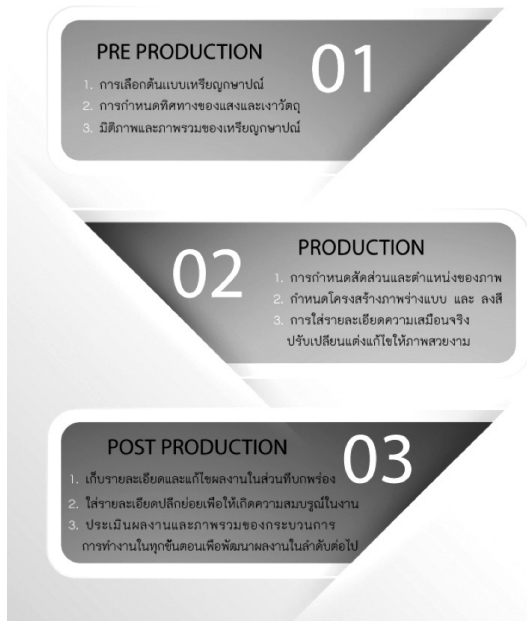 PRE PRODUCTION
01
1. การเลือกต้นแบบเหรียญกษาปณ์
2. การกำหนดทิศทางของแสงและเงาวัตถุ
3. มิติภาพและภาพรวมของเหรียญกษาปณ์
02
PRODUCTION
1. การกำหนดสัดส่วนและตำแหน่งของภาพ
2. กำหนดโครงสร้างภาพร่างแบบ และ ลงสี
3. การใส่รายละเอียดความเสมือนจริง
ปรับเปลี่ยนแต่งแก้ไขให้ภาพสวยงาม
POST PRODUCTION
03
1. เก็บรายละเอียดและแก้ไขผลงานในส่วนที่บกพร่อง
2. ใส่รายละเอียดปลีกย่อยเพื่อให้เกิดความสมบรูณ์ในงาน
3. ประเมินผลงานและภาพรวมของกระบวนการ
การทำงานในทุกขั้นตอนเพื่อพัฒนาผลงานในลำดับต่อไป